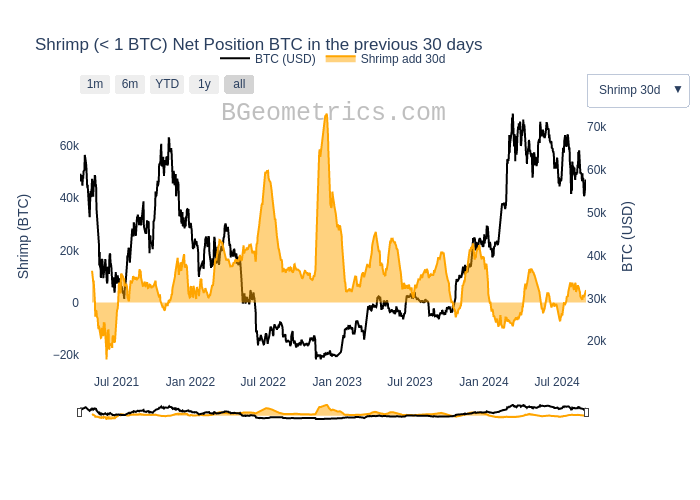 Shrimp (< 1 BTC) Net Position BTC in the previous 30 days
BTC (USD) Shrimp add 30d
1m 6m YTD 1y all
Shrimp 30d ▼
BGeometrics.com
60k
40k
20k
0
−20k
Shrimp (BTC)
70k
60k
50k
40k
30k
20k
BTC (USD)
Jul 2021 Jan 2022 Jul 2022 Jan 2023 Jul 2023 Jan 2024 Jul 2024